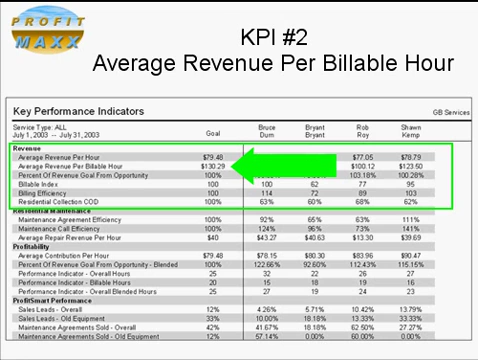 PROFIT
MAXX
KPI #2
Average Revenue Per Billable Hour
Key Performance Indicators
GB Services
Service Type: ALL
July 1, 2003 -- July 31, 2003 Goal Bruce Dum Bryant Bryant Rob Roy Shawn Kemp
Revenue
Average Revenue Per Hour $79.48 $77.05 $78.79
Average Revenue Per Billable Hour $130.29 $100.12 $123.50
Percent Of Revenue Goal From Opportunity 100% 103.18% 100.28%
Billable Index 100 100 62 77 95
Billing Efficiency 100 114 72 89 103
Residential Collection COD 100% 63% 60% 68% 62%
Residential Maintenance
Maintenance Agreement Efficiency 100% 92% 65% 63% 111%
Maintenance Call Efficiency 100% 124% 96% 73% 141%
Average Repair Revenue Per Hour $40 $43.27 $40.63 $13.30 $39.69
Profitability
Average Contribution Per Hour $79.48 $78.15 $80.30 $83.96 $90.47
Percent Of Revenue Goal From Opportunity - Blended 100% 122.66% 92.60% 112.43% 115.15%
Performance Indicator - Overall Hours 25 32 22 26 27
Performance Indicator - Billable Hours 20 15 18 19 16
Performance Indicator - Overall Blended Hours 25 27 19 24 23
ProfitSmart Performance
Sales Leads - Overall 12% 4.26% 5.71% 10.42% 13.79%
Sales Leads - Old Equipment 33% 10.00% 18.18% 13.33% 33.33%
Maintenance Agreements Sold - Overall 42% 41.67% 18.18% 62.50% 27.27%
Maintenance Agreements Sold - Old Equipment 12% 57.14% 0.00% 60.00% 0.00%